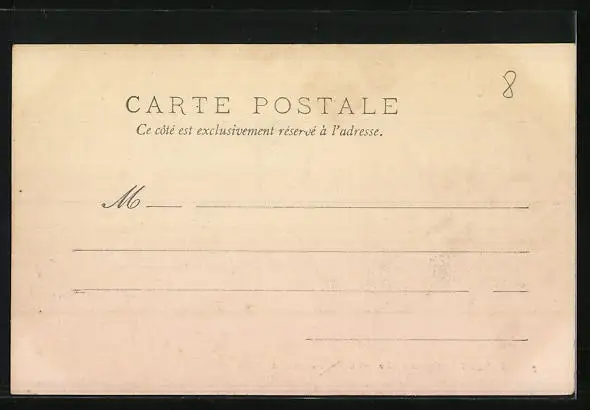 8
CARTE POSTALE
Ce côté est exclusivement réservé à l'adresse.
M